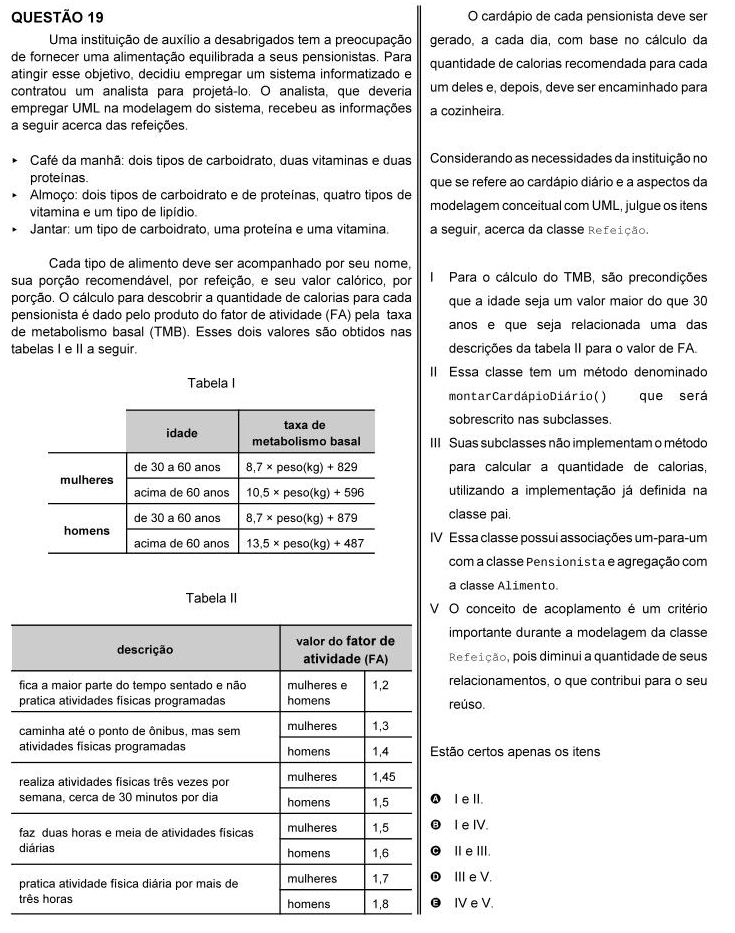 QUESTÃO 19
Uma instituição de auxílio a desabrigados tem a preocupação
de fornecer uma alimentação equilibrada a seus pensionistas. Para
atingir esse objetivo, decidiu empregar um sistema informatizado e
contratou um analista para projetá-lo. O analista, que deveria
empregar UML na modelagem do sistema, recebeu as informações
a seguir acerca das refeições.
‣ Café da manhã: dois tipos de carboidrato, duas vitaminas e duas
proteínas.
‣ Almoço: dois tipos de carboidrato e de proteínas, quatro tipos de
vitamina e um tipo de lipídio.
‣ Jantar: um tipo de carboidrato, uma proteína e uma vitamina.
Cada tipo de alimento deve ser acompanhado por seu nome,
sua porção recomendável, por refeição, e seu valor calórico, por
porção. O cálculo para descobrir a quantidade de calorias para cada
pensionista é dado pelo produto do fator de atividade (FA) pela taxa
de metabolismo basal (TMB). Esses dois valores são obtidos nas
tabelas I e II a seguir.
Tabela I
idade
taxa de
metabolismo basal
mulheres
de 30 a 60 anos 8,7 × peso(kg) + 829
acima de 60 anos 10,5 × peso(kg) + 596
homens
de 30 a 60 anos 8,7 × peso(kg) + 879
acima de 60 anos 13,5 × peso(kg) + 487
Tabela II
descrição
valor do fator de
atividade (FA)
fica a maior parte do tempo sentado e não
pratica atividades físicas programadas
mulheres e
homens
1,2
caminha até o ponto de ônibus, mas sem
atividades físicas programadas
mulheres 1,3
homens 1,4
realiza atividades físicas três vezes por
semana, cerca de 30 minutos por dia
mulheres 1,45
homens 1,5
faz duas horas e meia de atividades físicas
diárias
mulheres 1,5
homens 1,6
pratica atividade física diária por mais de
três horas
mulheres 1,7
homens 1,8
O cardápio de cada pensionista deve ser
gerado, a cada dia, com base no cálculo da
quantidade de calorias recomendada para cada
um deles e, depois, deve ser encaminhado para
a cozinheira.
Considerando as necessidades da instituição no
que se refere ao cardápio diário e a aspectos da
modelagem conceitual com UML, julgue os itens
a seguir, acerca da classe Refeição.
I Para o cálculo do TMB, são precondições
que a idade seja um valor maior do que 30
anos e que seja relacionada uma das
descrições da tabela II para o valor de FA.
II Essa classe tem um método denominado
montarCardápioDiário() que será
sobrescrito nas subclasses.
III Suas subclasses não implementam o método
para calcular a quantidade de calorias,
utilizando a implementação já definida na
classe pai.
IV Essa classe possui associações um-para-um
com a classe Pensionista e agregação com
a classe Alimento.
V O conceito de acoplamento é um critério
importante durante a modelagem da classe
Refeição, pois diminui a quantidade de seus
relacionamentos, o que contribui para o seu
reúso.
Estão certos apenas os itens
A I e II.
B I e IV.
C II e III.
D III e V.
E IV e V.